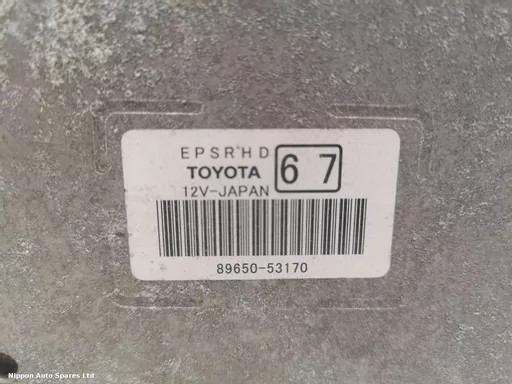 EPSRHD
TOYOTA 67
12V-JAPAN
89650-53170
Nippon Auto Spares Ltd